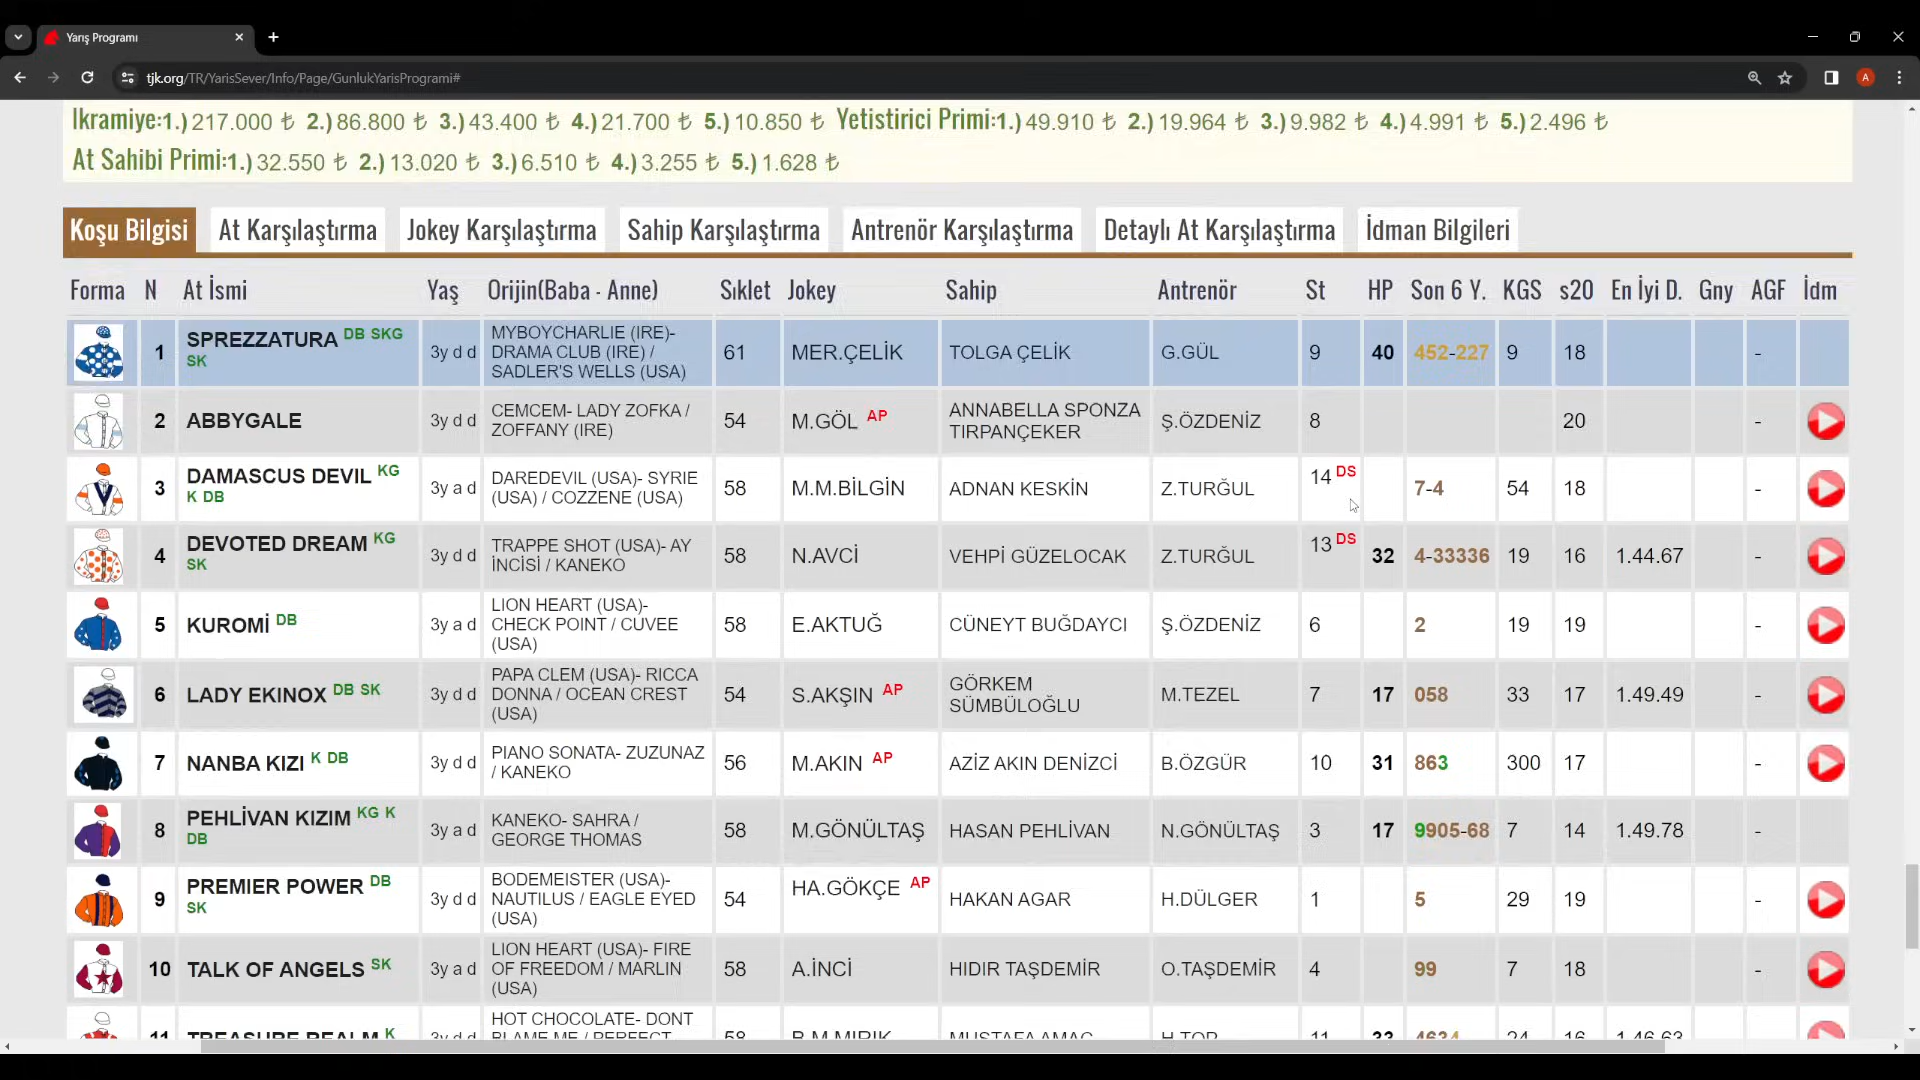 Yarış Programı
tjk.org/TR/YarisSever/Info/Page/GunlukYarisProgrami#
A
Ikramiye:1.) 217.000 ₺ 2.) 86.800 ₺ 3.) 43.400 ₺ 4.) 21.700 ₺ 5.) 10.850 ₺ Yetistirici Primi:1.) 49.910 ₺ 2.) 19.964 ₺ 3.) 9.982 ₺ 4.) 4.991 ₺ 5.) 2.496 ₺
At Sahibi Primi:1.) 32.550 ₺ 2.) 13.020 ₺ 3.) 6.510 ₺ 4.) 3.255 ₺ 5.) 1.628 ₺
Koşu Bilgisi At Karşılaştırma Jokey Karşılaştırma Sahip Karşılaştırma Antrenör Karşılaştırma Detaylı At Karşılaştırma İdman Bilgileri
Forma N At İsmi Yaş Orijin(Baba - Anne) Sıklet Jokey Sahip Antrenör St HP Son 6 Y. KGS s20 En İyi D. Gny AGF İdm
1 SPREZZATURA DB SKG SK 3y d d MYBOYCHARLIE (IRE)- DRAMA CLUB (IRE) / SADLER'S WELLS (USA) 61 MER.ÇELİK TOLGA ÇELİK G.GÜL 9 40 452-227 9 18 -
2 ABBYGALE 3y d d CEMCEM- LADY ZOFKA / ZOFFANY (IRE) 54 M.GÖL AP ANNABELLA SPONZA TIRPANÇEKER Ş.ÖZDENİZ 8 20 -
3 DAMASCUS DEVIL KG K DB 3y a d DAREDEVIL (USA)- SYRIE (USA) / COZZENE (USA) 58 M.M.BİLGİN ADNAN KESKİN Z.TURĞUL 14 DS 7-4 54 18 -
4 DEVOTED DREAM KG SK 3y d d TRAPPE SHOT (USA)- AY İNCİSİ / KANEKO 58 N.AVCİ VEHPİ GÜZELOCAK Z.TURĞUL 13 DS 32 4-33336 19 16 1.44.67 -
5 KUROMİ DB 3y a d LION HEART (USA)- CHECK POINT / CUVEE (USA) 58 E.AKTUĞ CÜNEYT BUĞDAYCI Ş.ÖZDENİZ 6 2 19 19 -
6 LADY EKINOX DB SK 3y d d PAPA CLEM (USA)- RICCA DONNA / OCEAN CREST (USA) 54 S.AKŞIN AP GÖRKEM SÜMBÜLOĞLU M.TEZEL 7 17 058 33 17 1.49.49 -
7 NANBA KIZI K DB 3y d d PIANO SONATA- ZUZUNAZ / KANEKO 56 M.AKIN AP AZİZ AKIN DENİZCİ B.ÖZGÜR 10 31 863 300 17 -
8 PEHLİVAN KIZIM KG K DB 3y a d KANEKO- SAHRA / GEORGE THOMAS 58 M.GÖNÜLTAŞ HASAN PEHLİVAN N.GÖNÜLTAŞ 3 17 9905-68 7 14 1.49.78 -
9 PREMIER POWER DB SK 3y d d BODEMEISTER (USA)- NAUTILUS / EAGLE EYED (USA) 54 HA.GÖKÇE AP HAKAN AGAR H.DÜLGER 1 5 29 19 -
10 TALK OF ANGELS SK 3y a d LION HEART (USA)- FIRE OF FREEDOM / MARLIN (USA) 58 A.İNCİ HIDIR TAŞDEMİR O.TAŞDEMİR 4 99 7 18 -
11 TREASURE REALM K HOT CHOCOLATE- DONT BLAME ME / PERFECT 58 11 33 4634 24 16 1.46.63